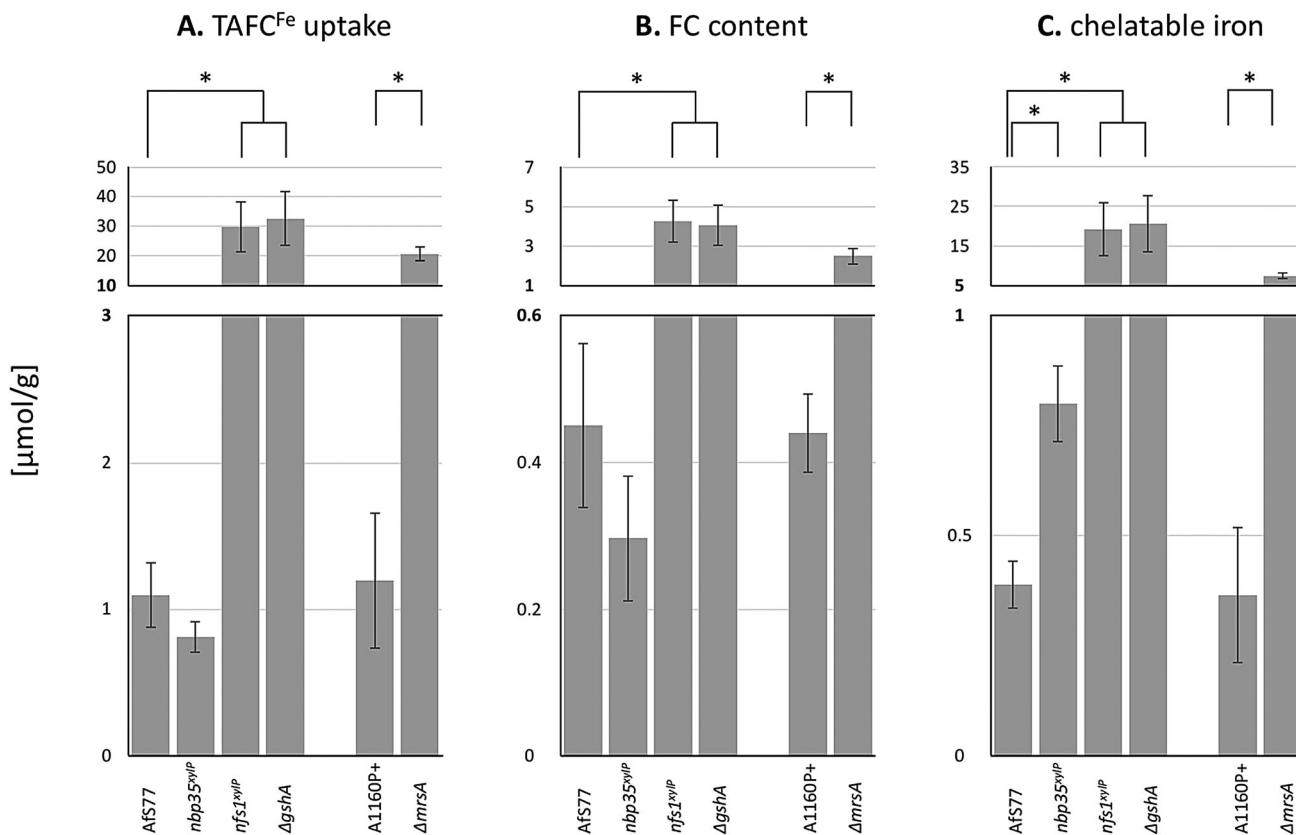 A. TAFC^Fe uptake
*
*
50
40
30
20
10
3
2
1
0
[µmol/g]
AfS77
nbp35^xylP
nfs1^xylP
ΔgshA
A1160P+
ΔmrsA
B. FC content
*
*
7
5
3
1
0.6
0.4
0.2
0
AfS77
nbp35^xylP
nfs1^xylP
ΔgshA
A1160P+
ΔmrsA
C. chelatable iron
*
*
*
35
25
15
5
1
0.5
0
AfS77
nbp35^xylP
nfs1^xylP
ΔgshA
A1160P+
ΔmrsA